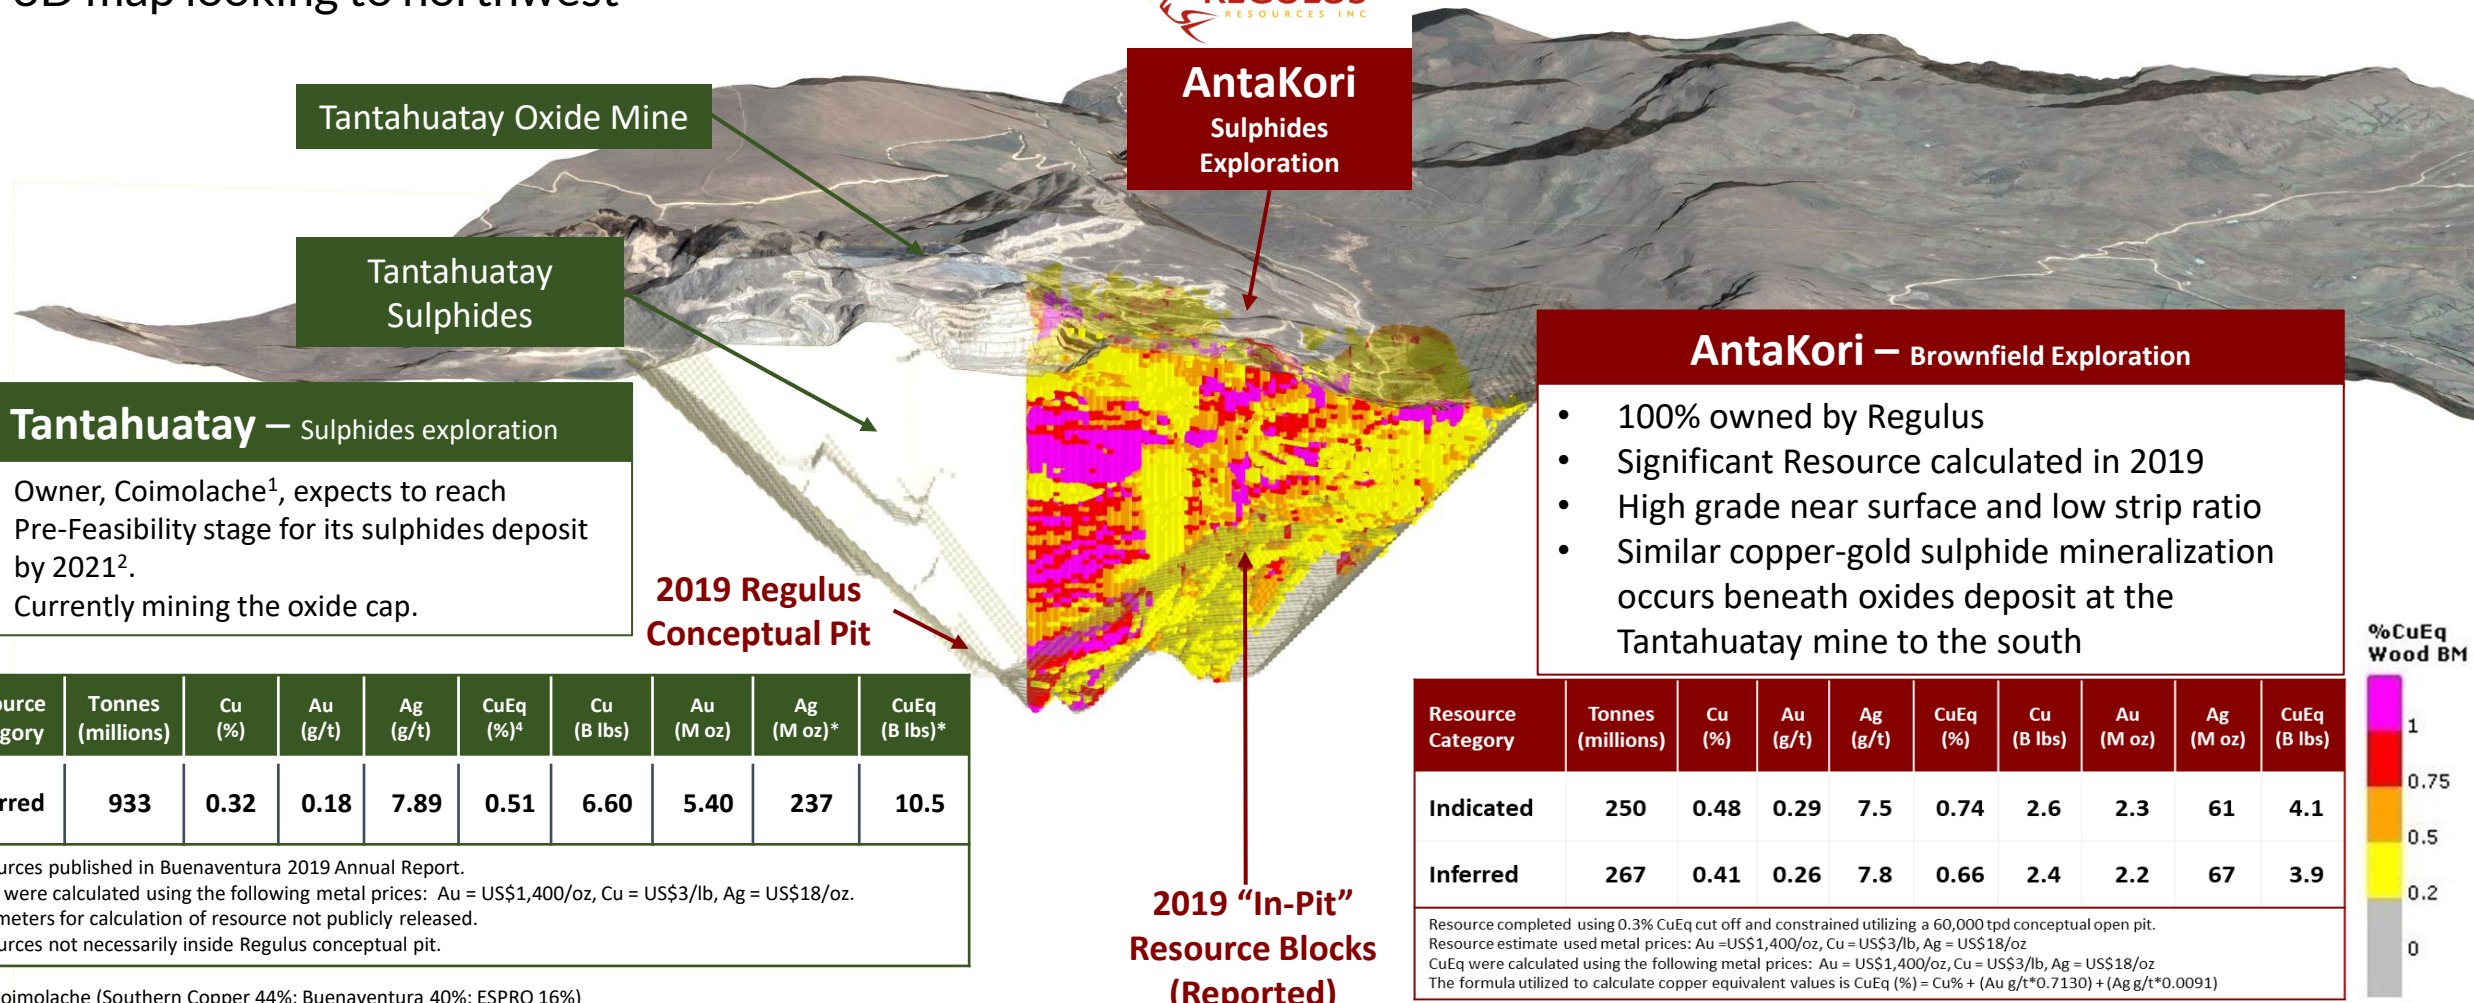 map looking to northwest
REGULUS
RESOURCES INC
AntaKori
Sulphides
Exploration
Tantahuatay Oxide Mine
Tantahuatay
Sulphides
Tantahuatay – Sulphides exploration
Owner, Coimolache1, expects to reach
Pre-Feasibility stage for its sulphides deposit
by 20212.
Currently mining the oxide cap.
2019 Regulus
Conceptual Pit
AntaKori – Brownfield Exploration
• 100% owned by Regulus
• Significant Resource calculated in 2019
• High grade near surface and low strip ratio
• Similar copper-gold sulphide mineralization
occurs beneath oxides deposit at the
Tantahuatay mine to the south
Tonnes (millions) Cu (%) Au (g/t) Ag (g/t) CuEq (%)4 Cu (B lbs) Au (M oz) Ag (M oz)* CuEq (B lbs)*
933 0.32 0.18 7.89 0.51 6.60 5.40 237 10.5
published in Buenaventura 2019 Annual Report.
were calculated using the following metal prices: Au = US$1,400/oz, Cu = US$3/lb, Ag = US$18/oz.
for calculation of resource not publicly released.
not necessarily inside Regulus conceptual pit.
(Southern Copper 44%; Buenaventura 40%; ESPRO 16%)
2019 “In-Pit”
Resource Blocks
(Reported)
Resource Category Tonnes (millions) Cu (%) Au (g/t) Ag (g/t) CuEq (%) Cu (B lbs) Au (M oz) Ag (M oz) CuEq (B lbs)
Indicated 250 0.48 0.29 7.5 0.74 2.6 2.3 61 4.1
Inferred 267 0.41 0.26 7.8 0.66 2.4 2.2 67 3.9
Resource completed using 0.3% CuEq cut off and constrained utilizing a 60,000 tpd conceptual open pit.
Resource estimate used metal prices: Au =US$1,400/oz, Cu = US$3/lb, Ag = US$18/oz
CuEq were calculated using the following metal prices: Au = US$1,400/oz, Cu = US$3/lb, Ag = US$18/oz
The formula utilized to calculate copper equivalent values is CuEq (%) = Cu% + (Au g/t*0.7130) + (Ag g/t*0.0091)
%CuEq
Wood BM
1
0.75
0.5
0.2
0